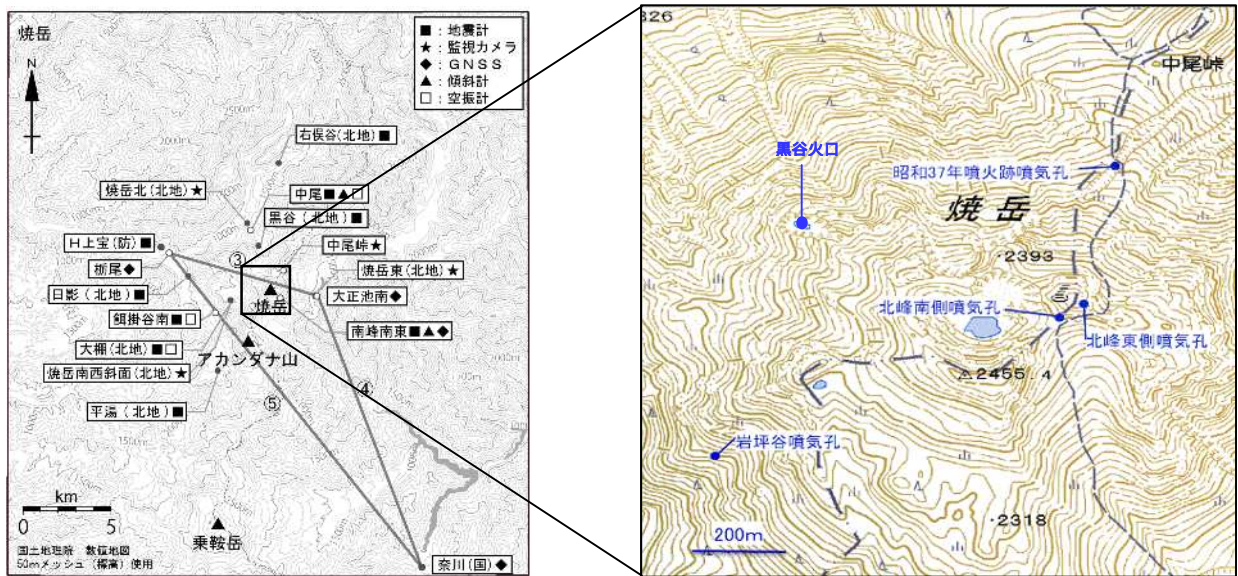 焼岳
N
■：地震計
★：監視カメラ
◆：ＧＮＳＳ
▲：傾斜計
□：空振計
右俣谷(北地)■
焼岳北(北地)★
中尾■▲□
黒谷(北地)■
Ｈ上宝(防)■
中尾峠★
栃尾◆
③
焼岳東(北地)★
日影(北地)■
焼岳
大正池南◆
餌掛谷南■□
南峰南東■▲◆
大棚(北地)■□
アカンダナ山
焼岳南西斜面(北地)★
④
⑤
平湯(北地)■
km
0 5
乗鞍岳
国土地理院　数値地図
50mメッシュ（標高）使用
奈川(国)◆
826
中尾峠
黒谷火口
昭和37年噴火跡噴気孔
焼岳
・2393
北峰南側噴気孔
北峰東側噴気孔
△2455.4
岩坪谷噴気孔
・2318
200m